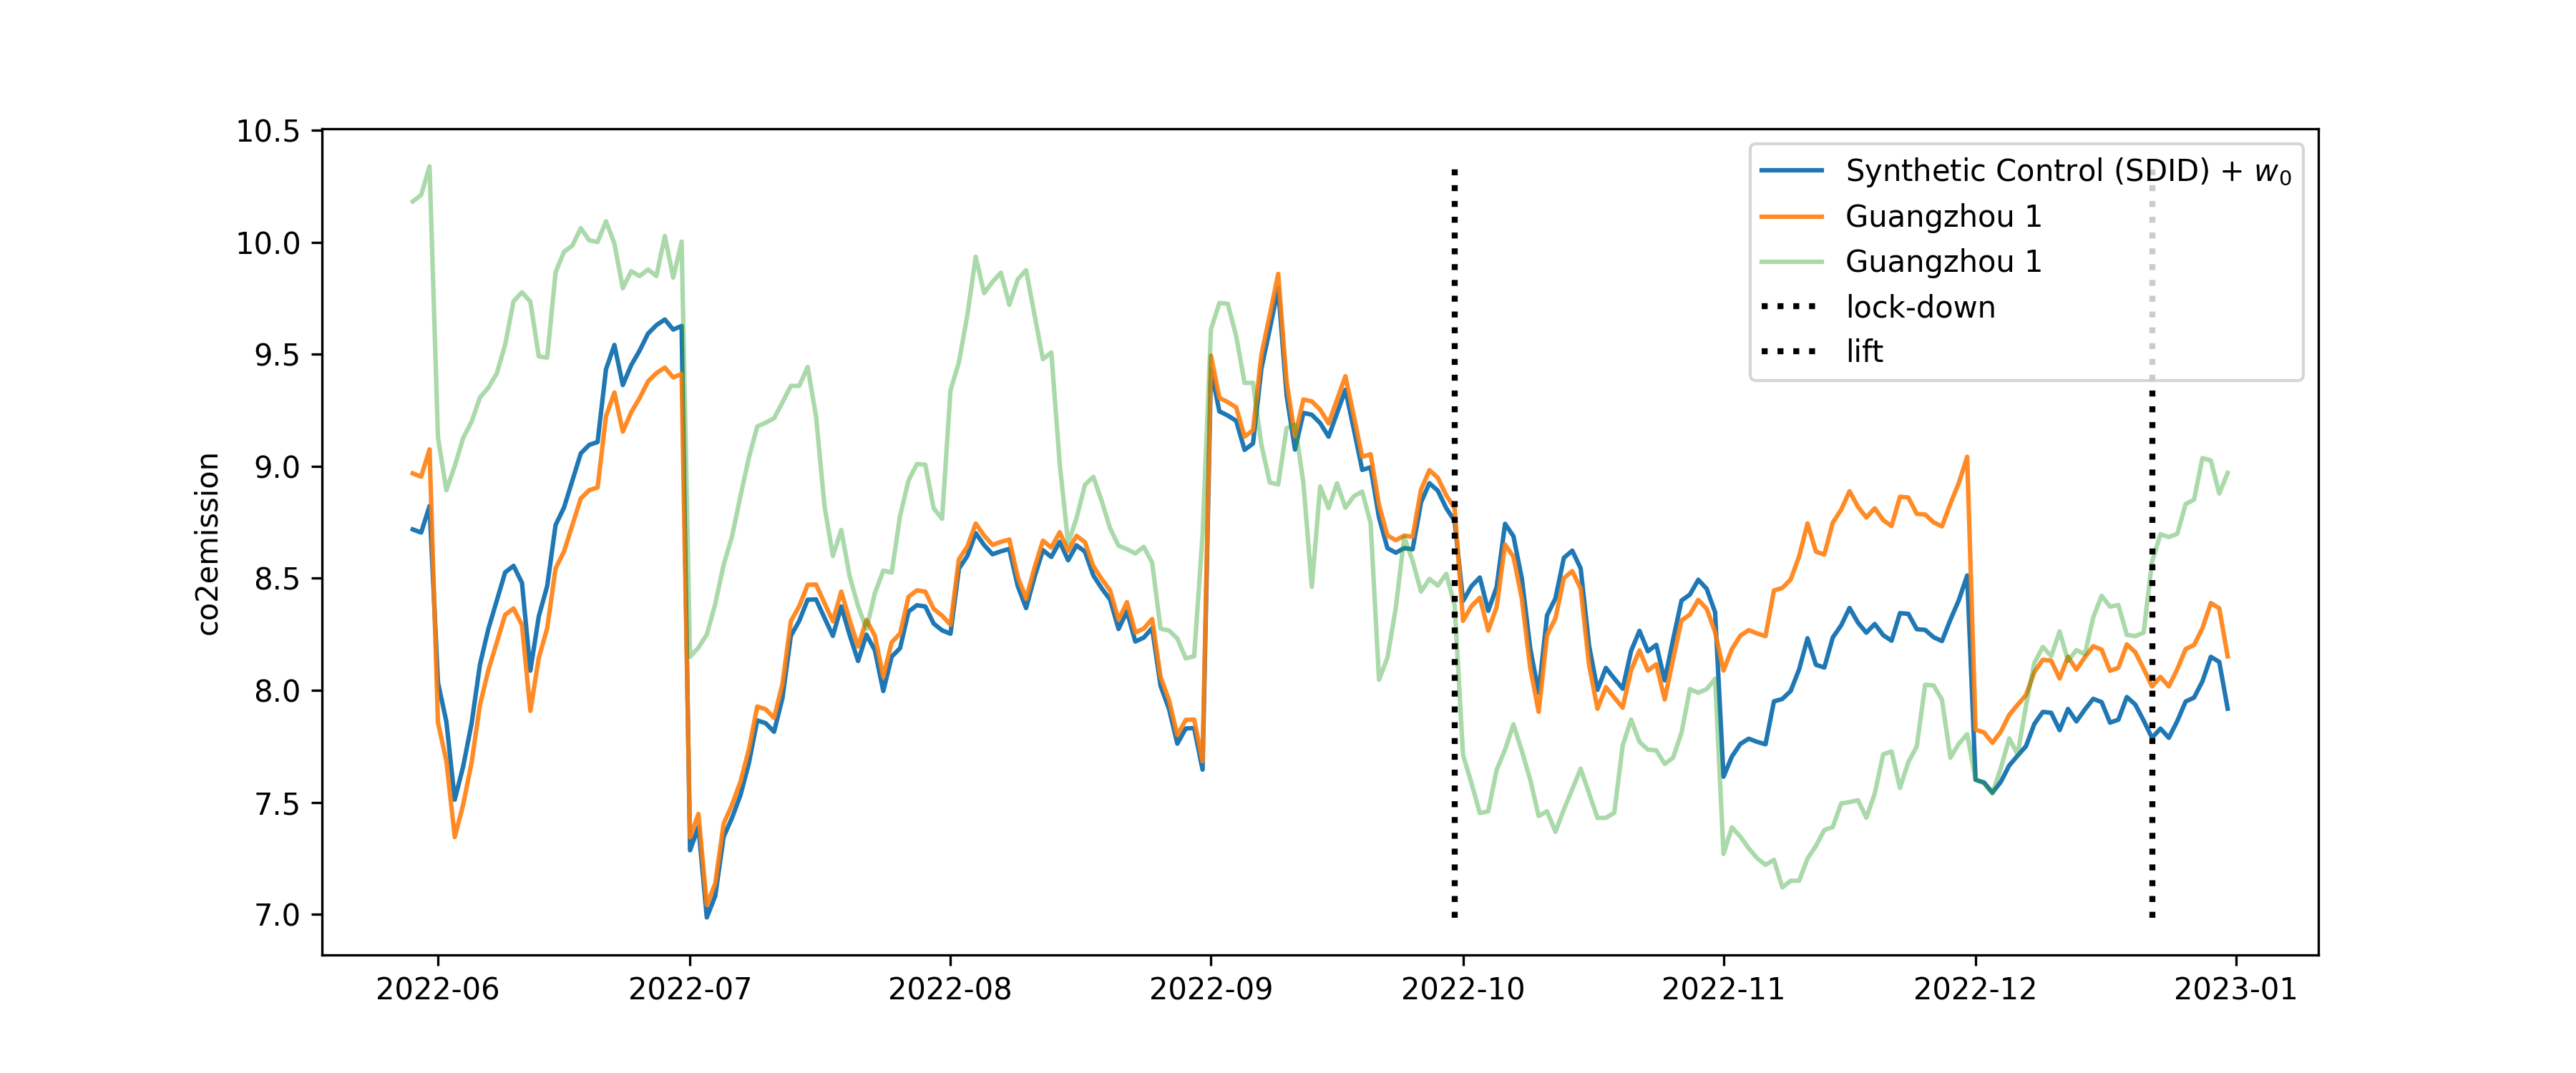 10.5
10.0
9.5
9.0
8.5
8.0
7.5
7.0
co2emission
2022-06 2022-07 2022-08 2022-09 2022-10 2022-11 2022-12 2023-01
Synthetic Control (SDID) + w₀
Guangzhou 1
Guangzhou 1
lock-down
lift